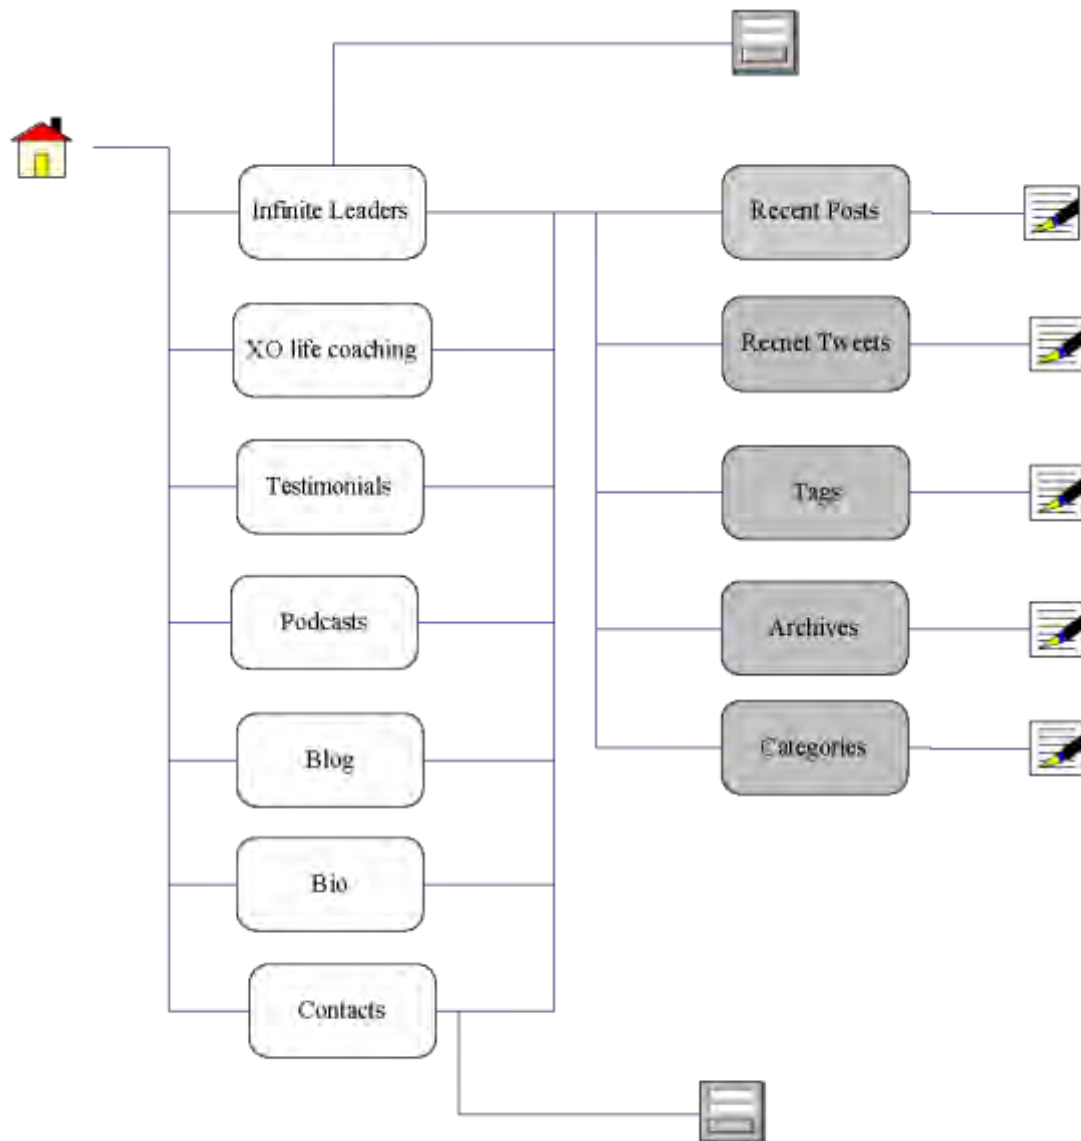 Infinite Leaders
Recent Posts
XO life coaching
Recnet Tweets
Testimonials
Tags
Podcasts
Archives
Blog
Categories
Bio
Contacts